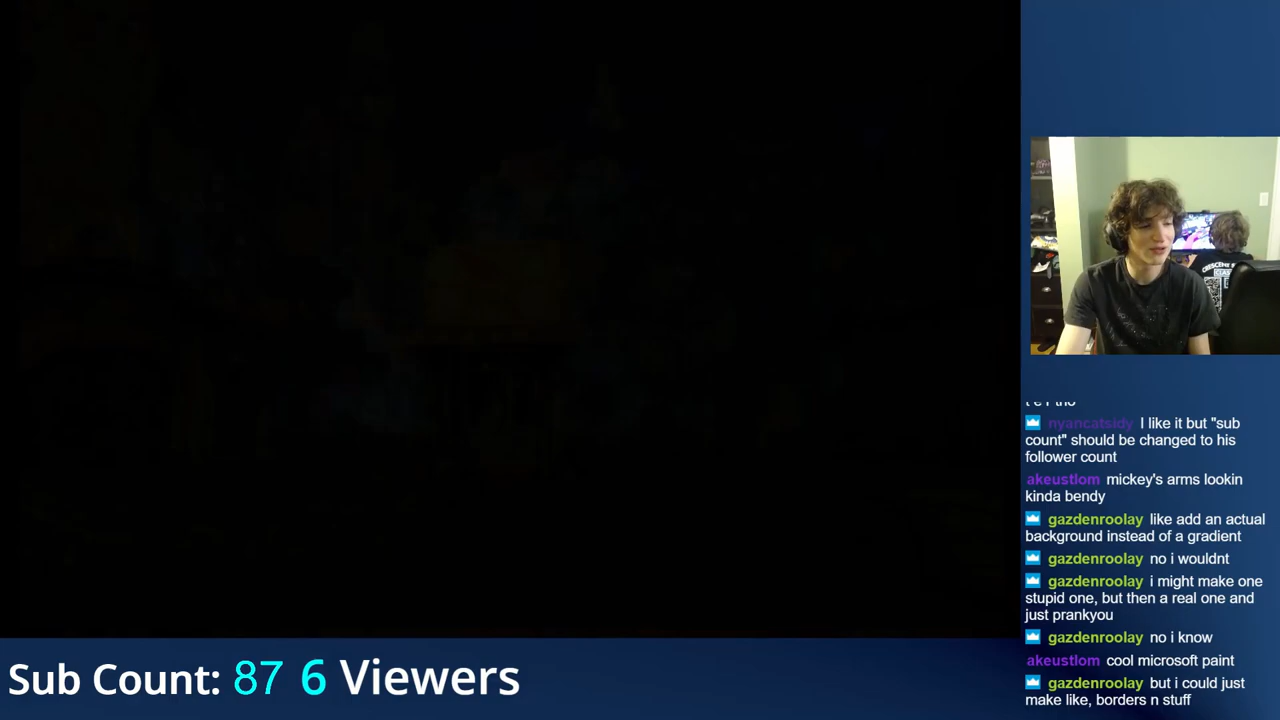 nyancatsidy I like it but "sub
count" should be changed to his
follower count
akeustlom mickey's arms lookin
kinda bendy
gazdenroolay like add an actual
background instead of a gradient
gazdenroolay no i wouldnt
gazdenroolay i might make one
stupid one, but then a real one and
just prankyou
gazdenroolay no i know
akeustlom cool microsoft paint
gazdenroolay but i could just
make like, borders n stuff
Sub Count: 87 6 Viewers